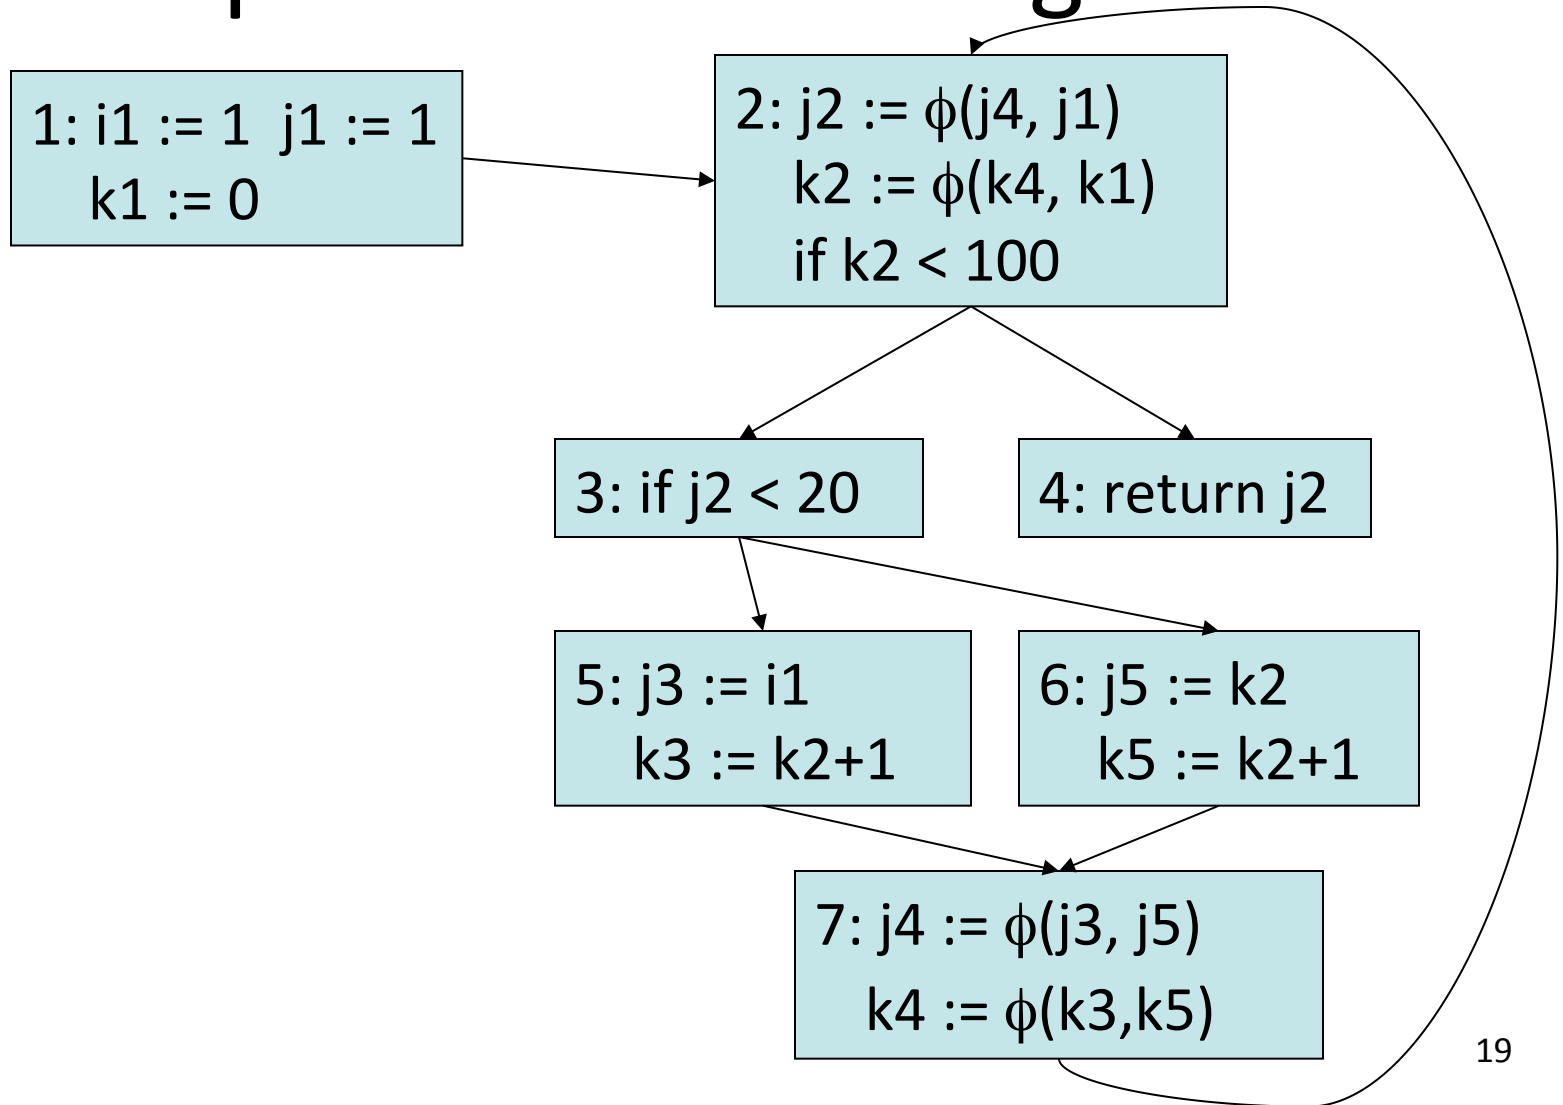 1: i1 := 1 j1 := 1
k1 := 0
2: j2 := ϕ(j4, j1)
k2 := ϕ(k4, k1)
if k2 < 100
3: if j2 < 20
4: return j2
5: j3 := i1
k3 := k2+1
6: j5 := k2
k5 := k2+1
7: j4 := ϕ(j3, j5)
k4 := ϕ(k3,k5)
19